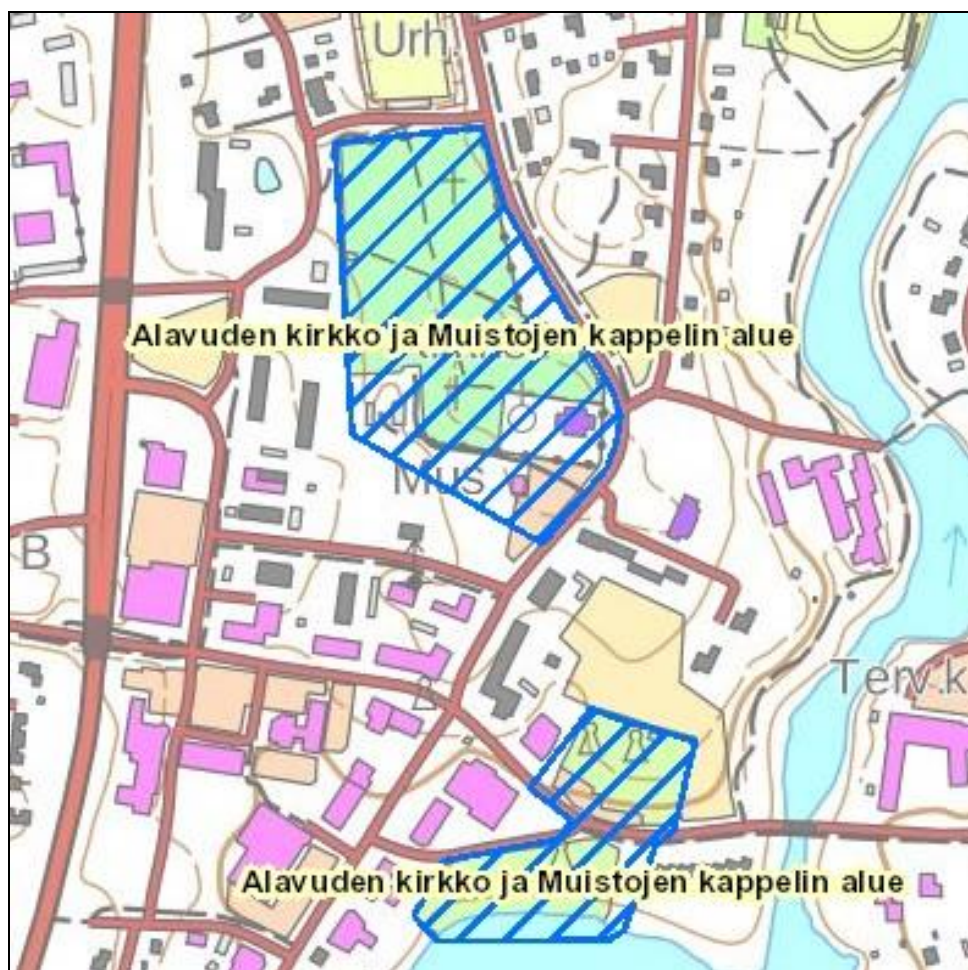 Urh.
Alavuden kirkko ja Muistojen kappelin alue
Mus
B
Terv.k
Alavuden kirkko ja Muistojen kappelin alue